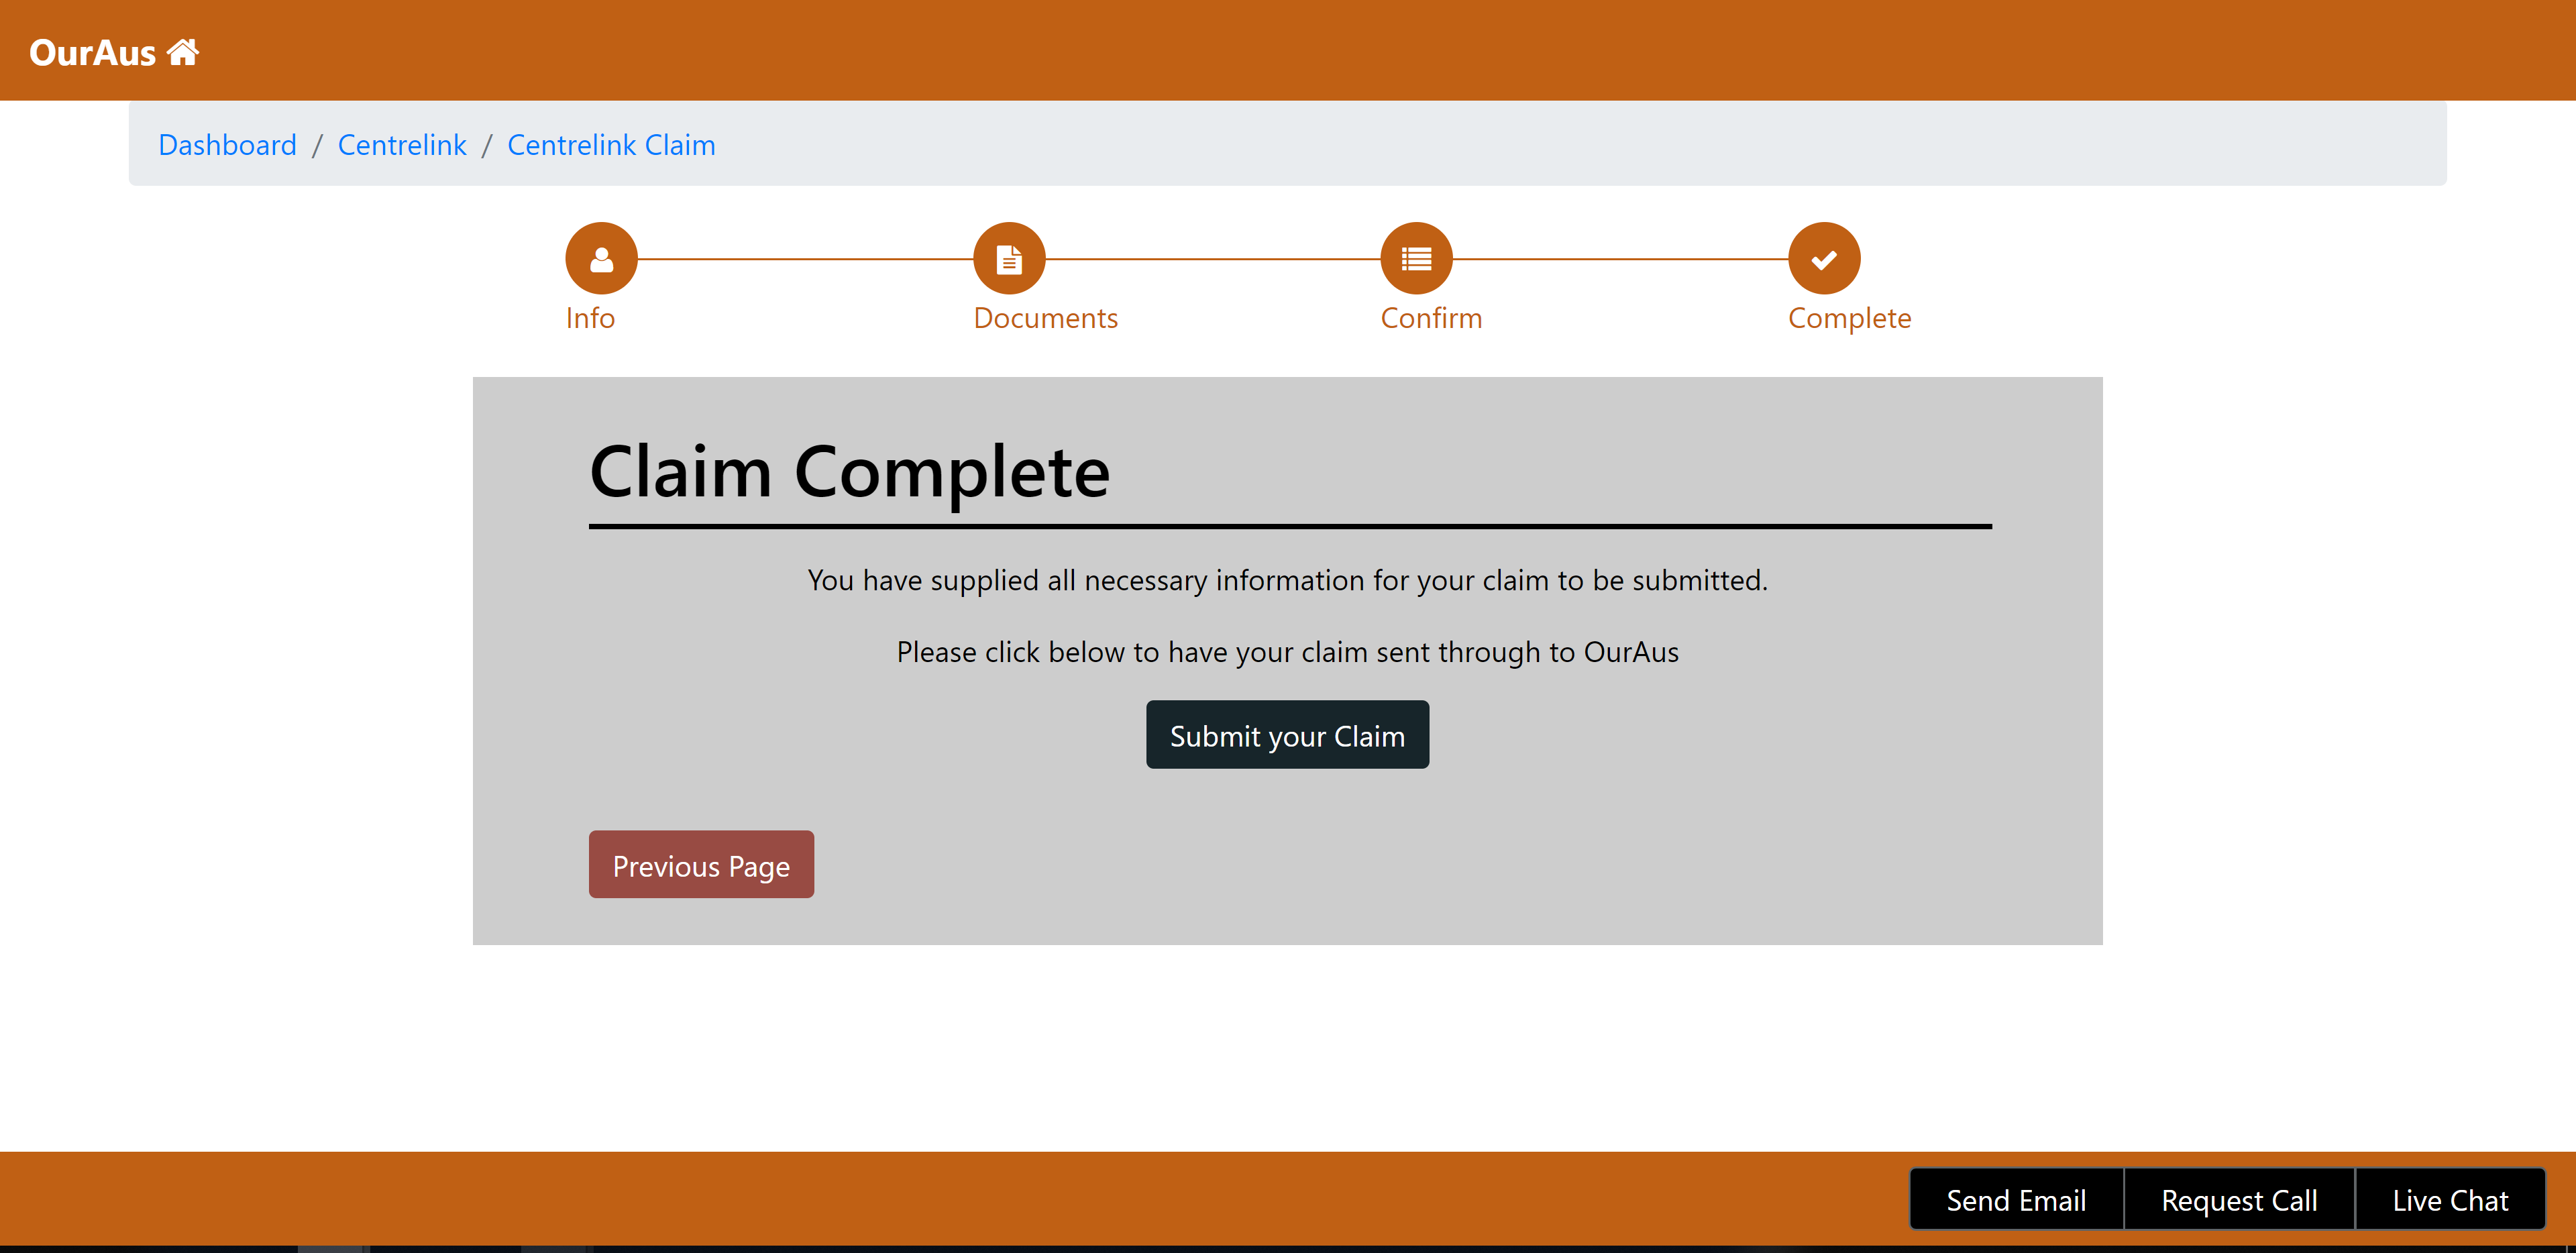 OurAus
Dashboard / Centrelink / Centrelink Claim
Info
Documents
Confirm
Complete
Claim Complete
You have supplied all necessary information for your claim to be submitted.
Please click below to have your claim sent through to OurAus
Submit your Claim
Previous Page
Send Email
Request Call
Live Chat